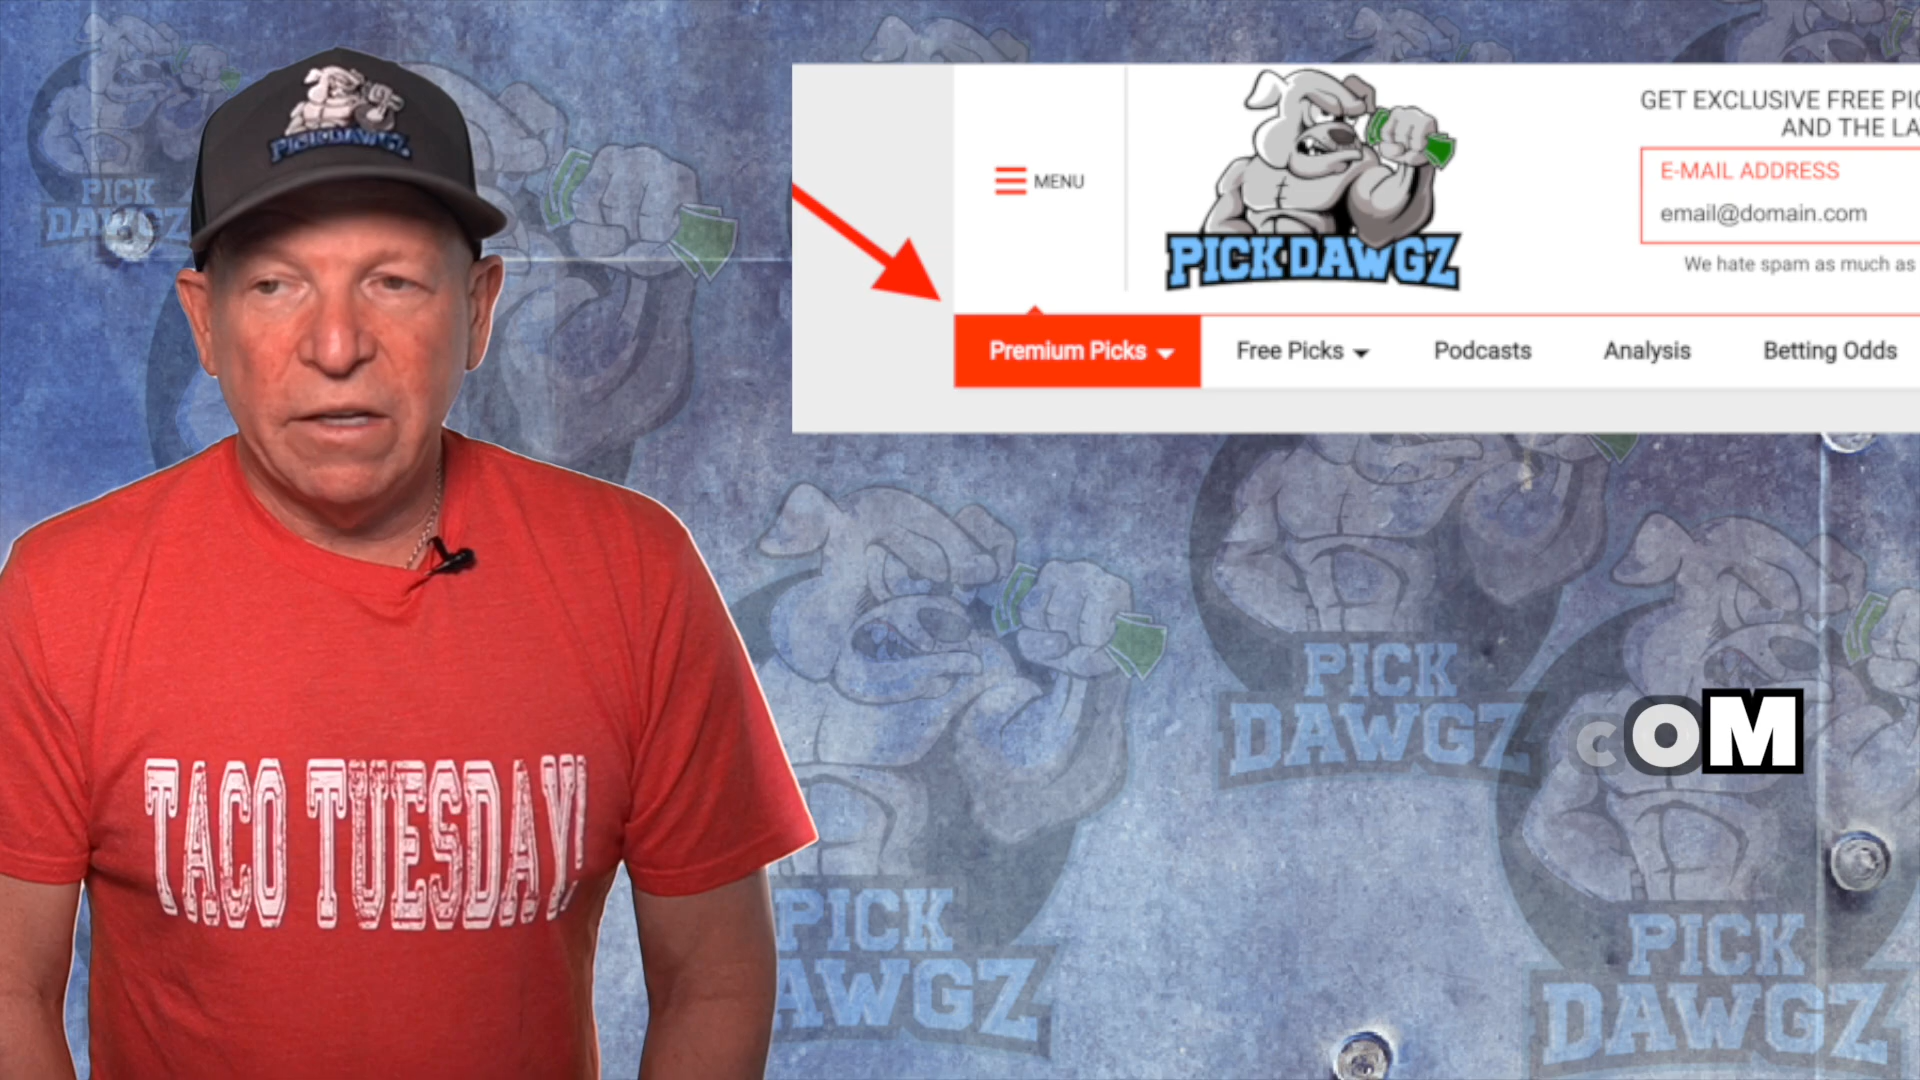 PICKDAWGZ
TACO TUESDAY!
MENU
PICKDAWGZ
GET EXCLUSIVE FREE PIC
AND THE LA
E-MAIL ADDRESS
email@domain.com
We hate spam as much as
Premium Picks
Free Picks
Podcasts
Analysis
Betting Odds
PICK
DAWGZ
PICK
DAWGZ
COM
PICK
AWGZ
PICK
DAWGZ